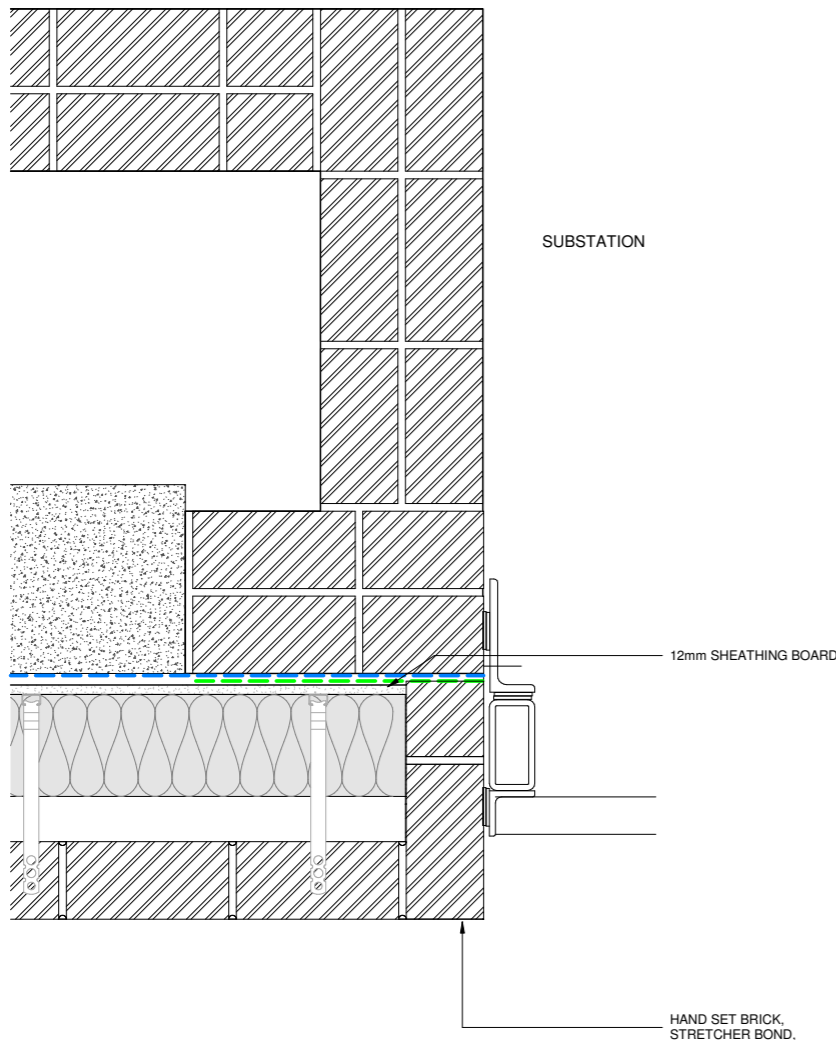 SUBSTATION
12mm SHEATHING BOARD
HAND SET BRICK,
STRETCHER BOND,